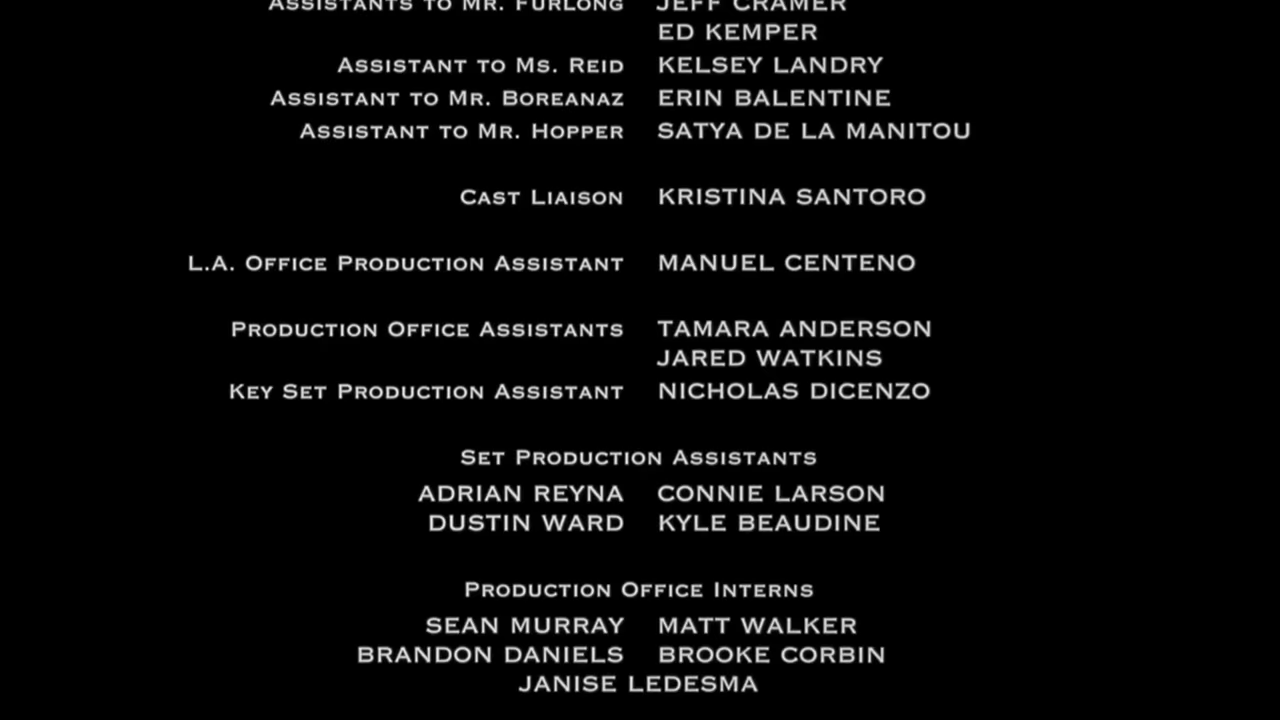 Assistants to Mr. Furlong JEFF CRAMER
ED KEMPER
Assistant to Ms. Reid KELSEY LANDRY
Assistant to Mr. Boreanaz ERIN BALENTINE
Assistant to Mr. Hopper SATYA DE LA MANITOU
Cast Liaison KRISTINA SANTORO
L.A. Office Production Assistant MANUEL CENTENO
Production Office Assistants TAMARA ANDERSON
JARED WATKINS
Key Set Production Assistant NICHOLAS DICENZO
Set Production Assistants
ADRIAN REYNA CONNIE LARSON
DUSTIN WARD KYLE BEAUDINE
Production Office Interns
SEAN MURRAY MATT WALKER
BRANDON DANIELS BROOKE CORBIN
JANISE LEDESMA